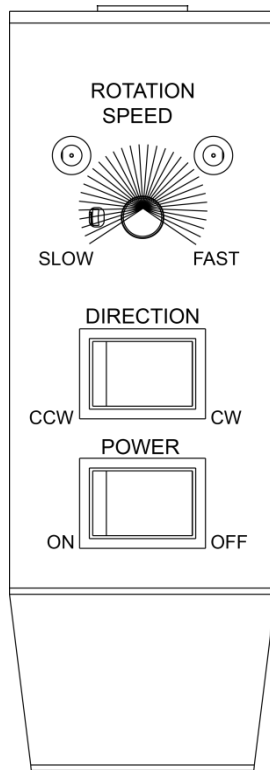 ROTATION
SPEED
SLOW FAST
DIRECTION
CCW CW
POWER
ON OFF